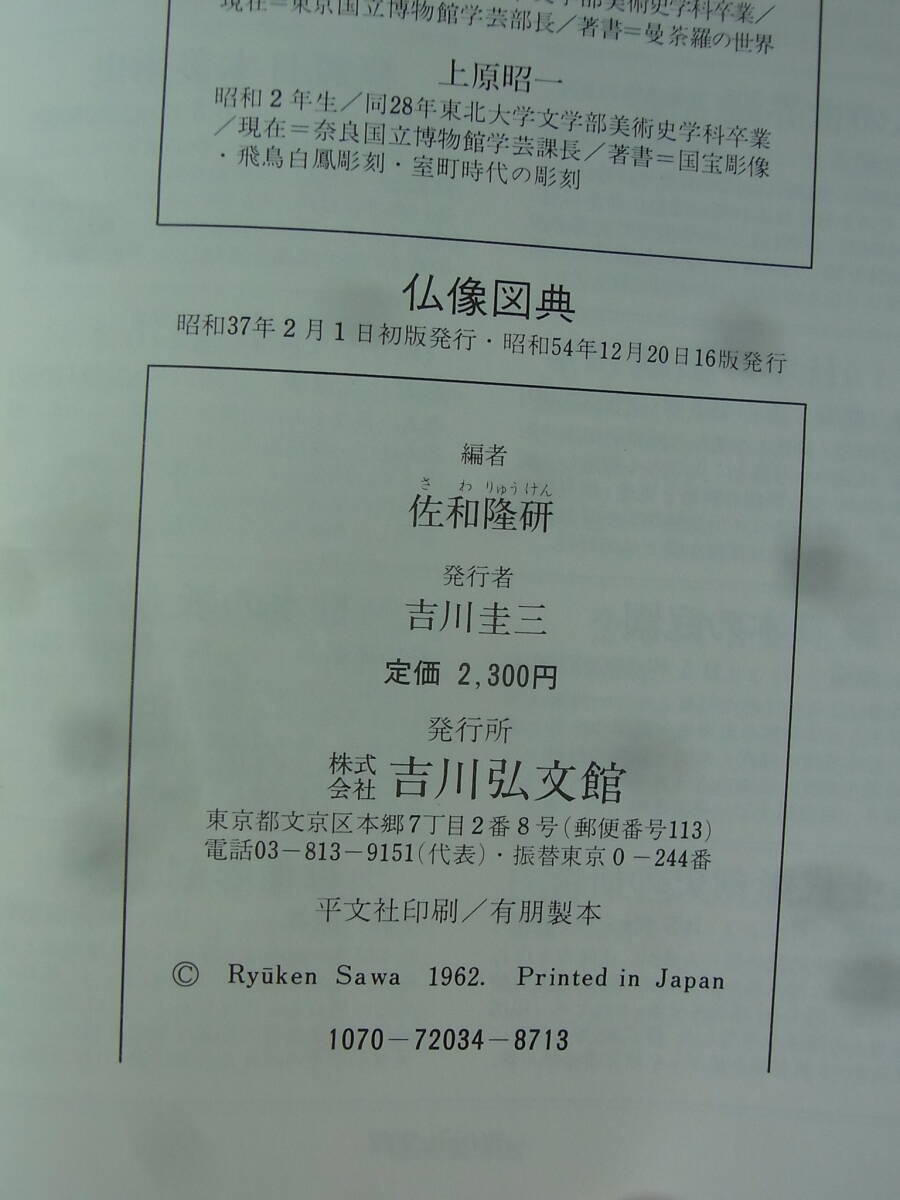 文学部美術史学科卒業／
現在＝東京国立博物館学芸部長／著書＝曼荼羅の世界
上原昭一
昭和２年生／同28年東北大学文学部美術史学科卒業
／現在＝奈良国立博物館学芸課長／著書＝国宝彫像
・飛鳥白鳳彫刻・室町時代の彫刻
仏像図典
昭和37年２月１日初版発行・昭和54年12月20日16版発行
編者
さ わ りゅうけん
佐和隆研
発行者
吉川圭三
定価 2,300円
発行所
株式会社 吉川弘文館
東京都文京区本郷７丁目２番８号(郵便番号113)
電話03－813－9151(代表)・振替東京０－244番
平文社印刷／有朋製本
© Ryūken Sawa 1962. Printed in Japan
1070－72034－8713